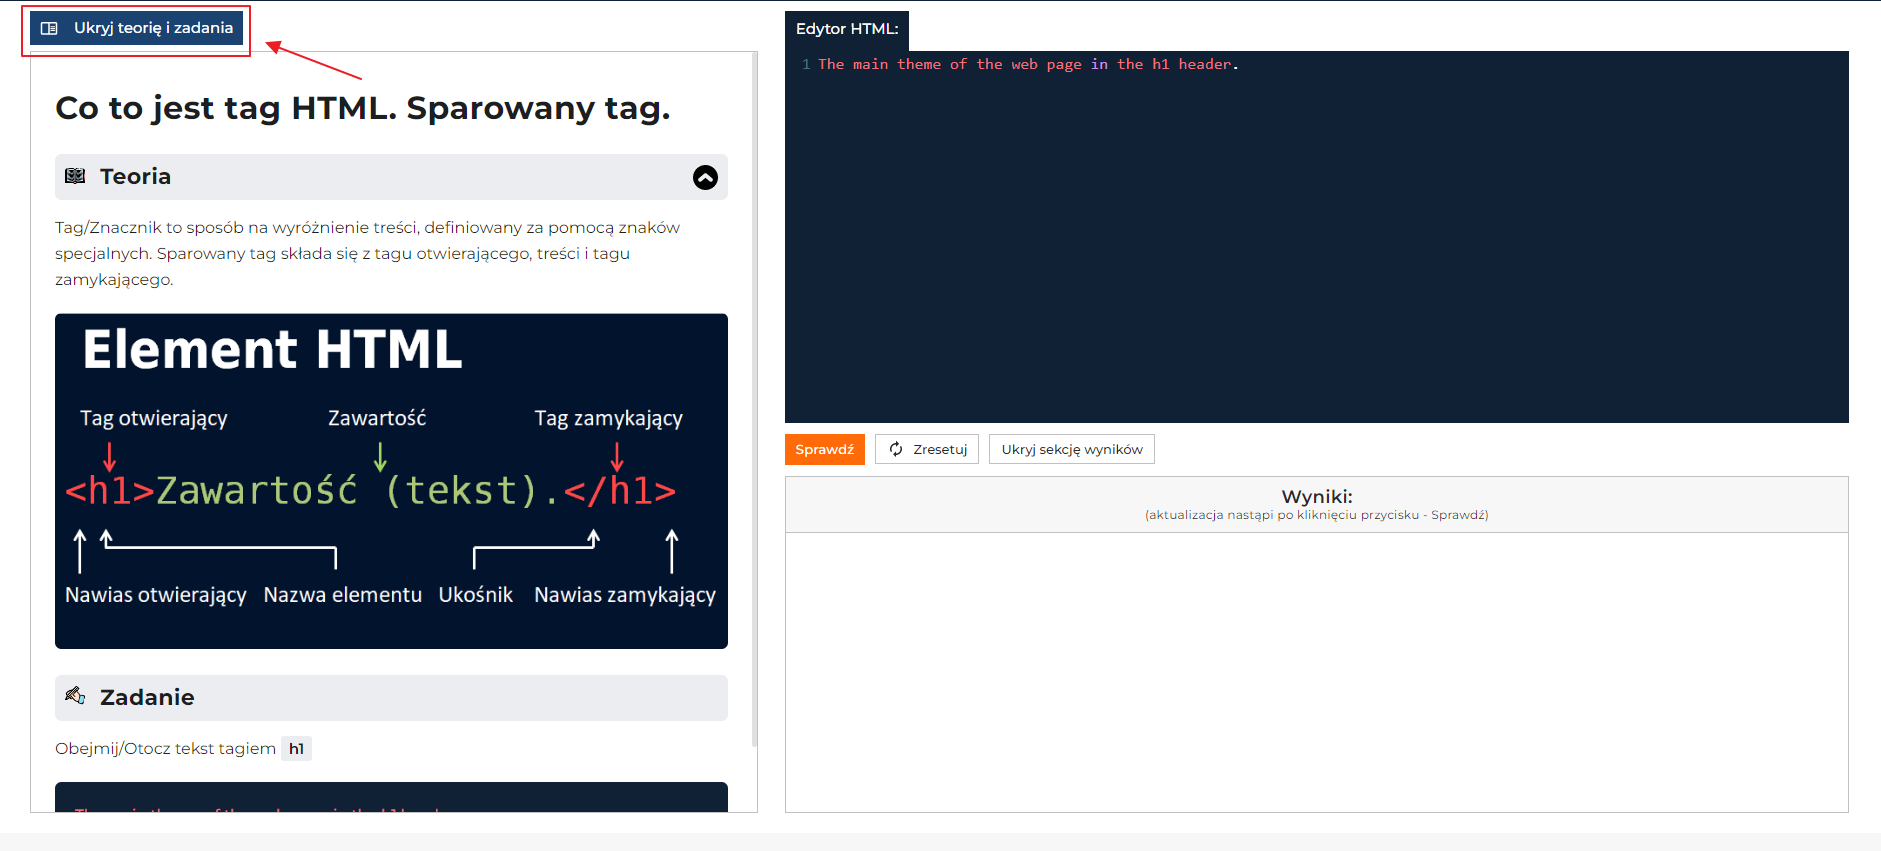 Ukryj teorię i zadania
Co to jest tag HTML. Sparowany tag.
Teoria
Tag/Znacznik to sposób na wyróżnienie treści, definiowany za pomocą znaków
specjalnych. Sparowany tag składa się z tagu otwierającego, treści i tagu
zamykającego.
Element HTML
Tag otwierający Zawartość Tag zamykający
<h1>Zawartość (tekst).</h1>
Nawias otwierający Nazwa elementu Ukośnik Nawias zamykający
Zadanie
Obejmij/Otocz tekst tagiem h1
Edytor HTML:
1 The main theme of the web page in the h1 header.
Sprawdź Zresetuj Ukryj sekcję wyników
Wyniki:
(aktualizacja nastąpi po kliknięciu przycisku - Sprawdź)